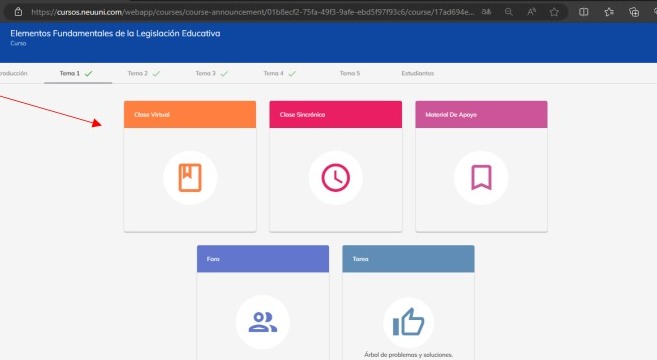 https://cursos.neuuni.com/webapp/courses/course-announcement/01b8ecf2-75fa-49f3-9afe-ebd5f97f93c6/course/17ad694e...
Elementos Fundamentales de la Legislación Educativa
Curso
troducción Tema 1 Tema 2 Tema 3 Tema 4 Tema 5 Estudiantes
Clase Virtual Clase Sincrónica Material De Apoyo
Foro Tarea
Árbol de problemas y soluciones.